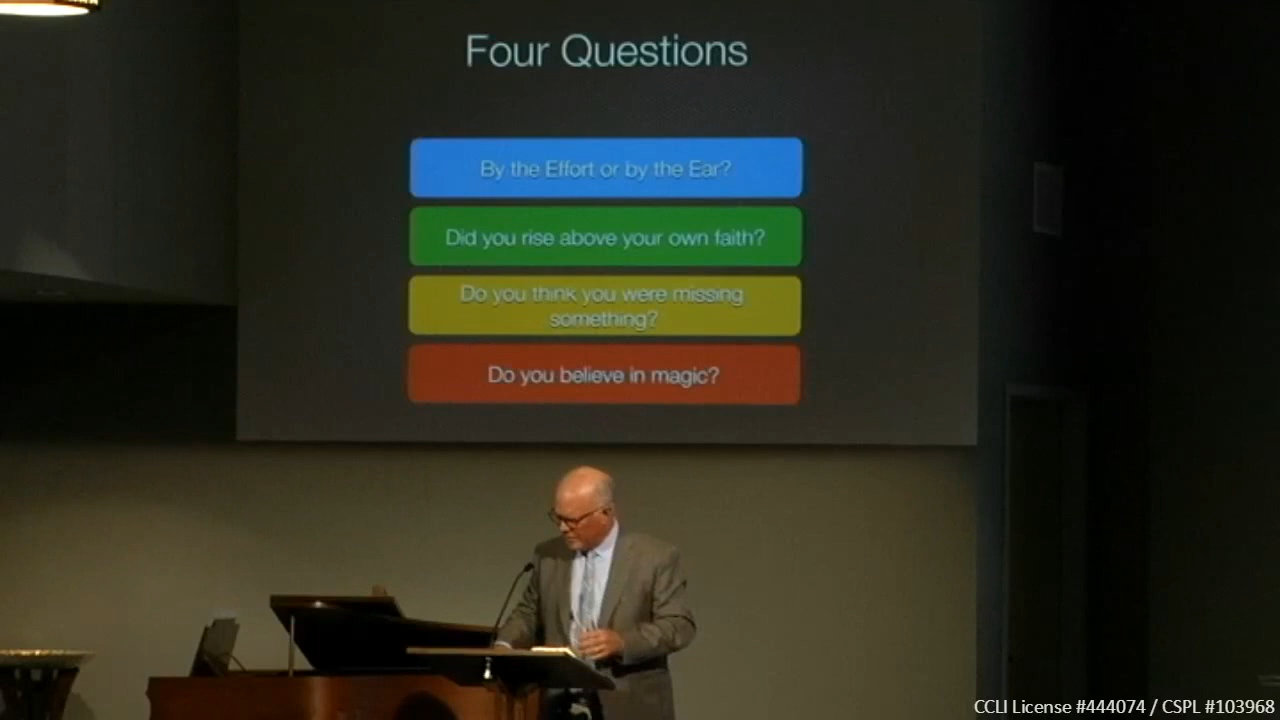 Four Questions
By the Effort or by the Ear?
Did you rise above your own faith?
Do you think you were missing
something?
Do you believe in magic?
CCLI License #444074 / CSPL #103968